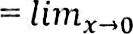 = lim_{x→0}